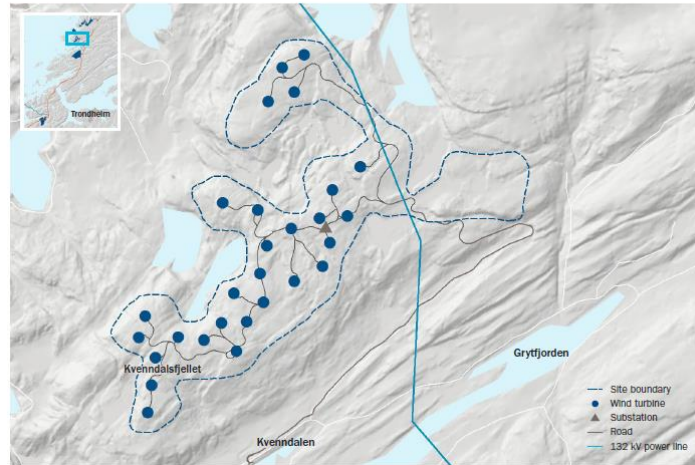 Trondheim
Kvenndalsfjellet
Grytfjorden
Kvenndalen
Site boundary
Wind turbine
Substation
Road
132 kV power line